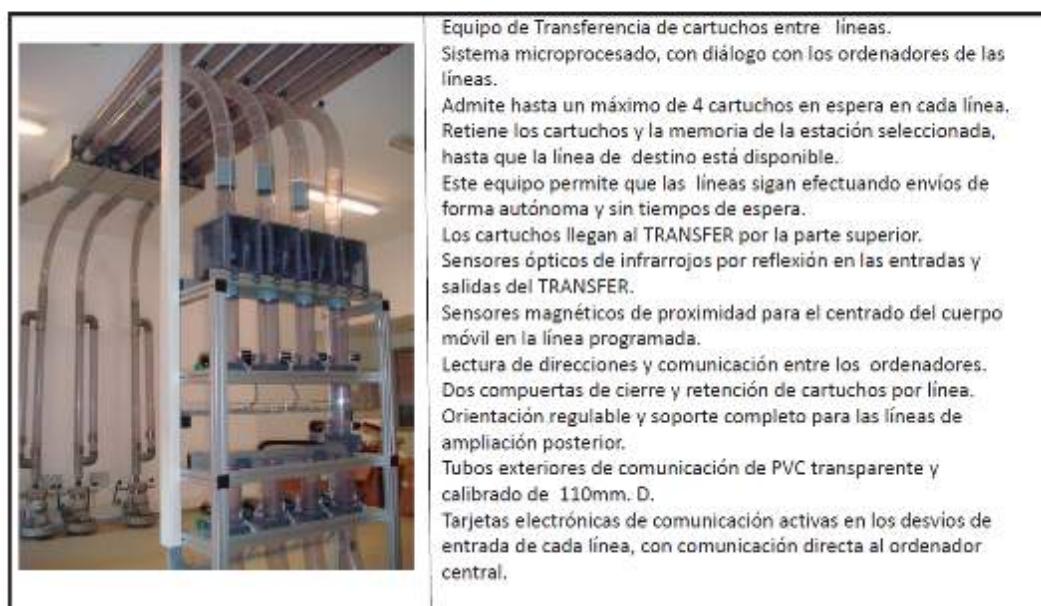 Equipo de Transferencia de cartuchos entre líneas.
Sistema microprocesado, con diálogo con los ordenadores de las
líneas.
Admite hasta un máximo de 4 cartuchos en espera en cada línea.
Retiene los cartuchos y la memoria de la estación seleccionada,
hasta que la línea de destino está disponible.
Este equipo permite que las líneas sigan efectuando envíos de
forma autónoma y sin tiempos de espera.
Los cartuchos llegan al TRANSFER por la parte superior.
Sensores ópticos de infrarrojos por reflexión en las entradas y
salidas del TRANSFER.
Sensores magnéticos de proximidad para el centrado del cuerpo
móvil en la línea programada.
Lectura de direcciones y comunicación entre los ordenadores.
Dos compuertas de cierre y retención de cartuchos por línea.
Orientación regulable y soporte completo para las líneas de
ampliación posterior.
Tubos exteriores de comunicación de PVC transparente y
calibrado de 110mm. D.
Tarjetas electrónicas de comunicación activas en los desvíos de
entrada de cada línea, con comunicación directa al ordenador
central.